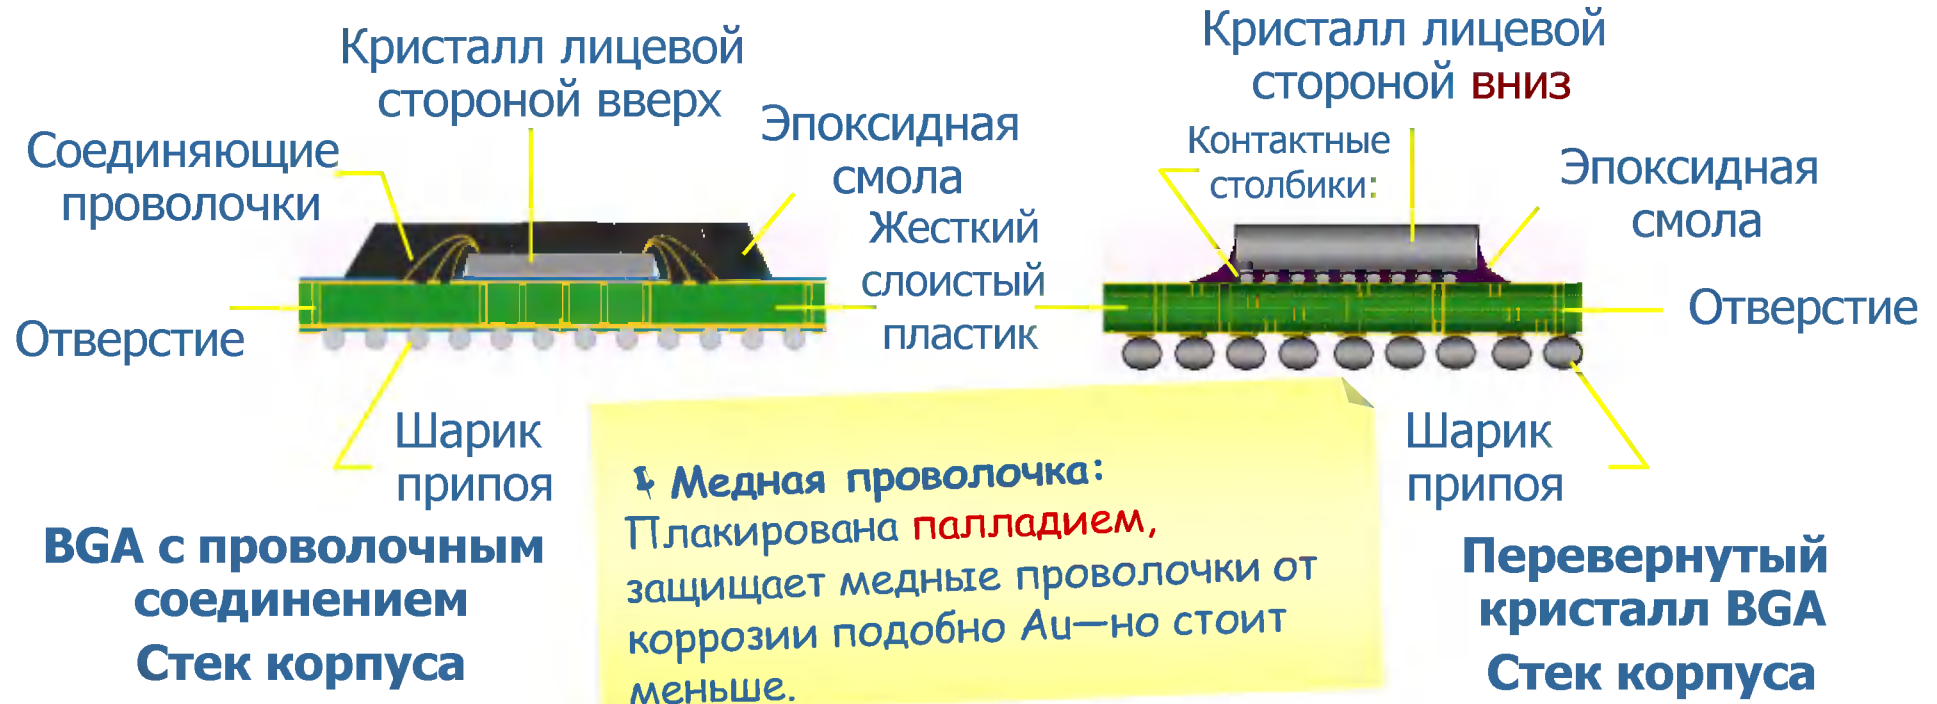 Кристалл лицевой
стороной вверх
Соединяющие
проволочки
Эпоксидная
смола
Жесткий
слоистый
пластик
Отверстие
Шарик
припоя
BGA с проволочным
соединением
Стек корпуса
Медная проволочка:
Плакирована палладием,
защищает медные проволочки от
коррозии подобно Au—но стоит
меньше.
Кристалл лицевой
стороной вниз
Контактные
столбики:
Эпоксидная
смола
Отверстие
Шарик
припоя
Перевернутый
кристалл BGA
Стек корпуса